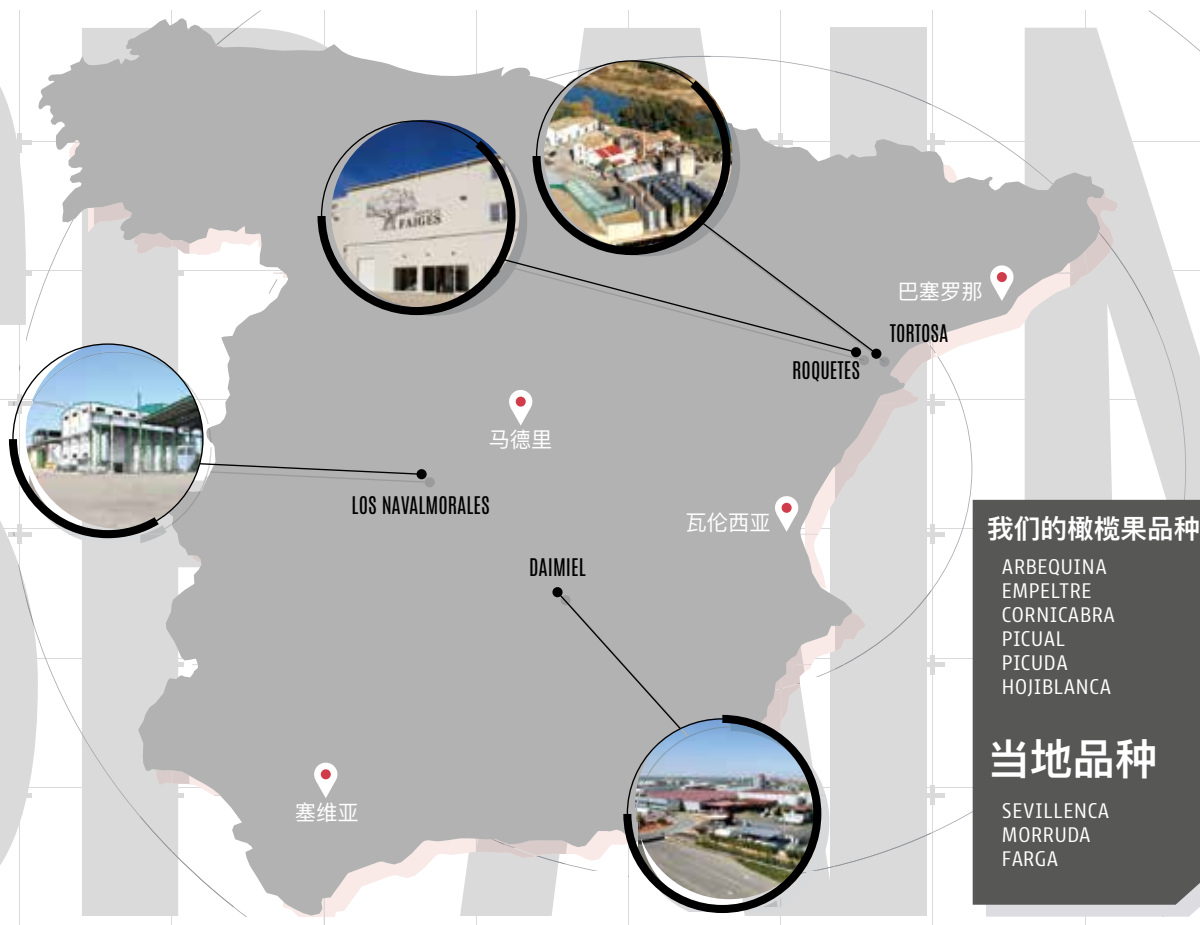 FAIGES
巴塞罗那
TORTOSA
ROQUETES
马德里
LOS NAVALMORALES
瓦伦西亚
DAIMIEL
塞维亚
我们的橄榄果品种
ARBEQUINA
EMPELTRE
CORNICABRA
PICUAL
PICUDA
HOJIBLANCA
当地品种
SEVILLENCA
MORRUDA
FARGA